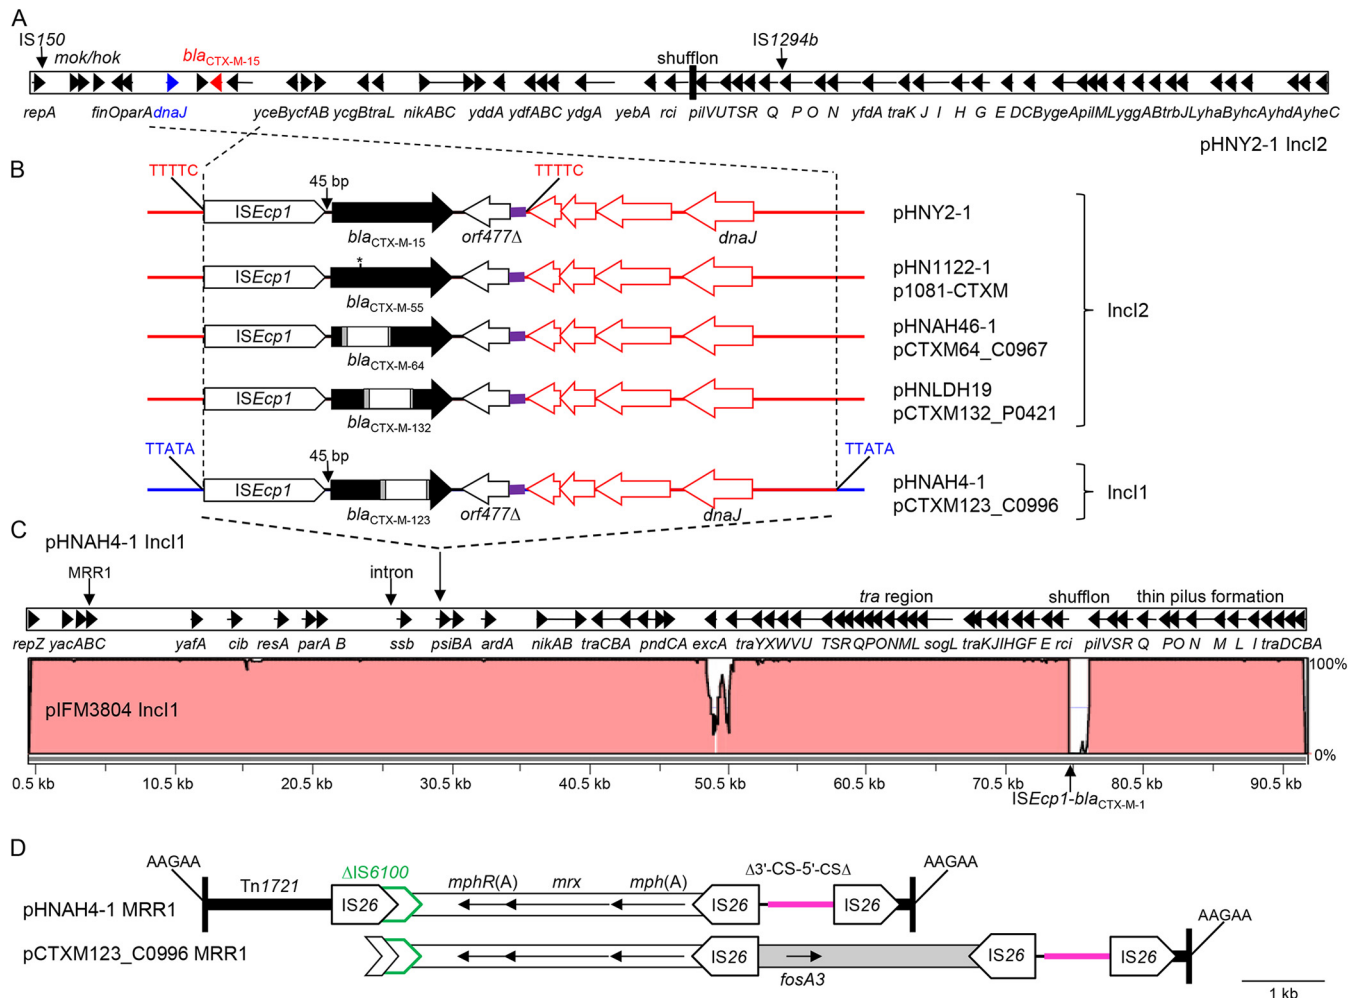 A
IS150
mok/hok
blaCTX-M-15
shufflon
IS1294b
repA finOparAdnaJ yceBycfAB ycgBtraL nikABC yddA ydfABC ydgA yebA rci pilVUTSR Q P O N yfdA traK J I H G E DCBygeApilMLyggABtrbJLyhaByhcAyhdAyheC
pHNY2-1 IncI2
B
TTTTC
45 bp
TTTTC
ISEcp1
blaCTX-M-15
orf477Δ
dnaJ
pHNY2-1
ISEcp1
*
blaCTX-M-55
pHN1122-1
p1081-CTXM
ISEcp1
blaCTX-M-64
pHNAH46-1
pCTXM64_C0967
IncI2
ISEcp1
blaCTX-M-132
pHNLDH19
pCTXM132_P0421
TTATA
45 bp
TTATA
ISEcp1
blaCTX-M-123
orf477Δ
dnaJ
pHNAH4-1
pCTXM123_C0996
IncI1
C
pHNAH4-1 IncI1
MRR1
intron
tra region
shufflon
thin pilus formation
repZ yacABC yafA cib resA parA B ssb psiBA ardA nikAB traCBA pndCA excA traYXWVU TSRQPONML sogL traKJIHGF E rci pilVSR Q PO N M L I traDCBA
100%
pIFM3804 IncI1
0%
0.5 kb 10.5 kb 20.5 kb 30.5 kb 40.5 kb 50.5 kb 60.5 kb 70.5 kb 80.5 kb 90.5 kb
ISEcp1-blaCTX-M-1
D
AAGAA
Tn1721
ΔIS6100
mphR(A)
mrx
mph(A)
Δ3'-CS-5'-CSΔ
AAGAA
pHNAH4-1 MRR1
IS26
IS26
IS26
AAGAA
pCTXM123_C0996 MRR1
IS26
fosA3
IS26
IS26
1 kb